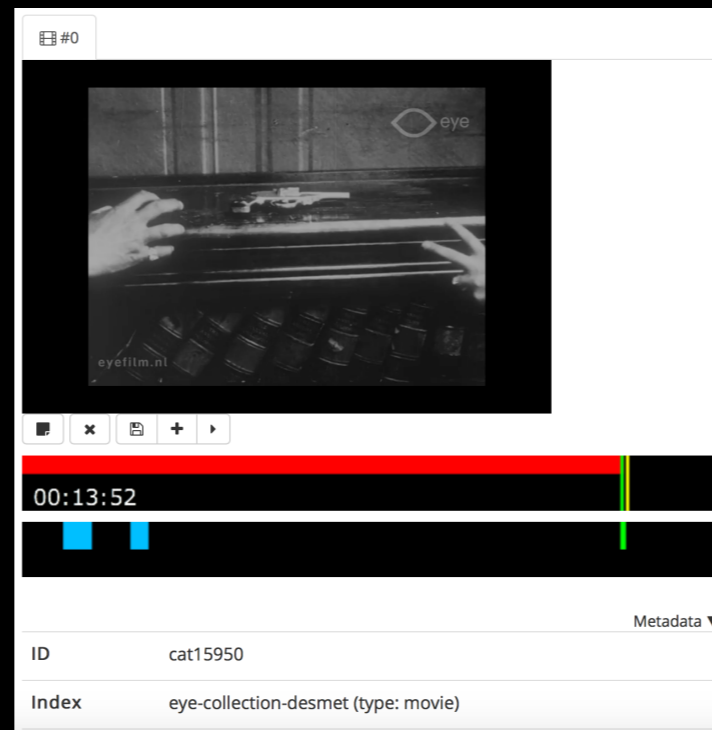 #0
eye
eyefilm.nl
00:13:52
Metadata
ID cat15950
Index eye-collection-desmet (type: movie)